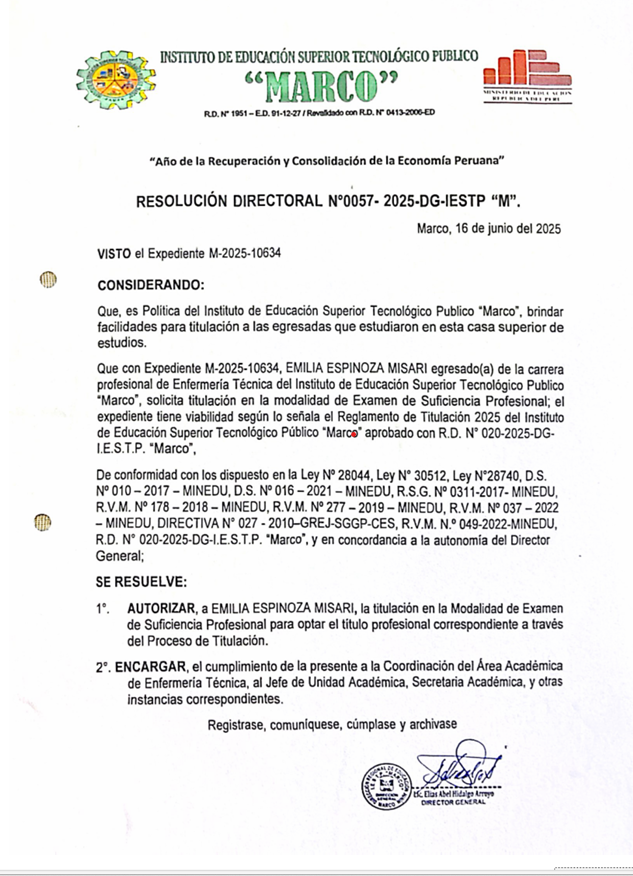 INSTITUTO DE EDUCACIÓN SUPERIOR TECNOLÓGICO PUBLICO
“MARCO”
R.D. Nº 1951 – E.D. 91-12-27 / Revalidado con R.D. N° 0413-2006-ED
MINISTERIO DE EDUCACION
REPUBLICA DEL PERU
“Año de la Recuperación y Consolidación de la Economía Peruana”
RESOLUCIÓN DIRECTORAL N°0057- 2025-DG-IESTP “M”.
Marco, 16 de junio del 2025
VISTO el Expediente M-2025-10634
CONSIDERANDO:
Que, es Política del Instituto de Educación Superior Tecnológico Publico “Marco”, brindar
facilidades para titulación a las egresadas que estudiaron en esta casa superior de
estudios.
Que con Expediente M-2025-10634, EMILIA ESPINOZA MISARI egresado(a) de la carrera
profesional de Enfermería Técnica del Instituto de Educación Superior Tecnológico Publico
“Marco”, solicita titulación en la modalidad de Examen de Suficiencia Profesional; el
expediente tiene viabilidad según lo señala el Reglamento de Titulación 2025 del Instituto
de Educación Superior Tecnológico Público “Marco” aprobado con R.D. N° 020-2025-DG-
I.E.S.T.P. “Marco”,
De conformidad con los dispuesto en la Ley Nº 28044, Ley N° 30512, Ley N°28740, D.S.
Nº 010 – 2017 – MINEDU, D.S. N° 016 – 2021 – MINEDU, R.S.G. N° 0311-2017- MINEDU,
R.V.M. N° 178 – 2018 – MINEDU, R.V.M. N° 277 – 2019 – MINEDU, R.V.M. N° 037 – 2022
– MINEDU, DIRECTIVA N° 027 - 2010–GREJ-SGGP-CES, R.V.M. N.º 049-2022-MINEDU,
R.D. N° 020-2025-DG-I.E.S.T.P. “Marco”, y en concordancia a la autonomía del Director
General;
SE RESUELVE:
1°. AUTORIZAR, a EMILIA ESPINOZA MISARI, la titulación en la Modalidad de Examen
de Suficiencia Profesional para optar el título profesional correspondiente a través
del Proceso de Titulación.
2°. ENCARGAR, el cumplimiento de la presente a la Coordinación del Área Académica
de Enfermería Técnica, al Jefe de Unidad Académica, Secretaria Académica, y otras
instancias correspondientes.
Registrase, comuníquese, cúmplase y archivase
Lic. Elias Abel Hidalgo Arroyo
DIRECTOR GENERAL